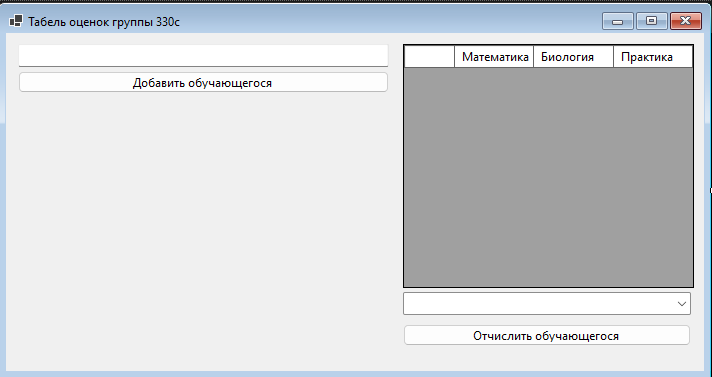 Табель оценок группы 330с
Добавить обучающегося
Математика Биология Практика
Отчислить обучающегося